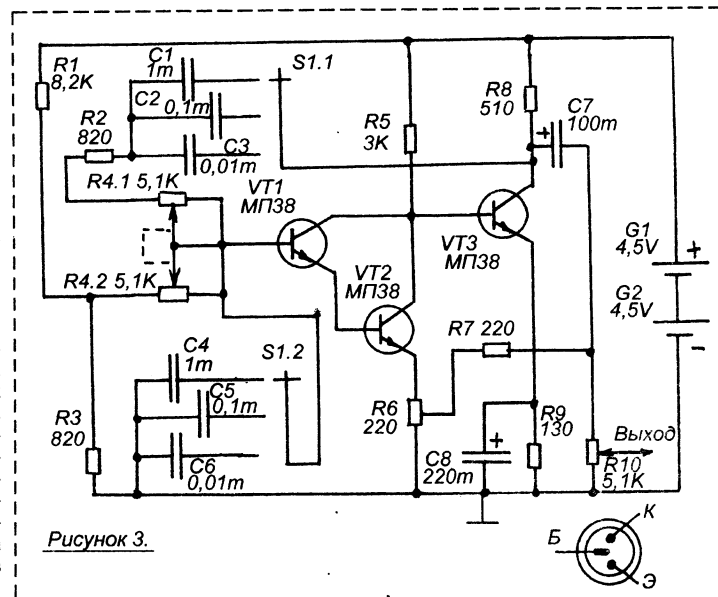 R1
8,2K
C1
1m
S1.1
C2
0,1m
R2
820
C3
0,01m
R5
3K
R8
510
C7
100m
+
R4.1 5,1K
VT1
МП38
VT3
МП38
G1
4,5V
+
R4.2 5,1K
VT2
МП38
G2
4,5V
-
R7 220
C4
1m
S1.2
C5
0,1m
R3
820
C6
0,01m
R6
220
C8
220m
+
R9
130
Выход
R10
5,1K
Рисунок 3.
Б
К
Э